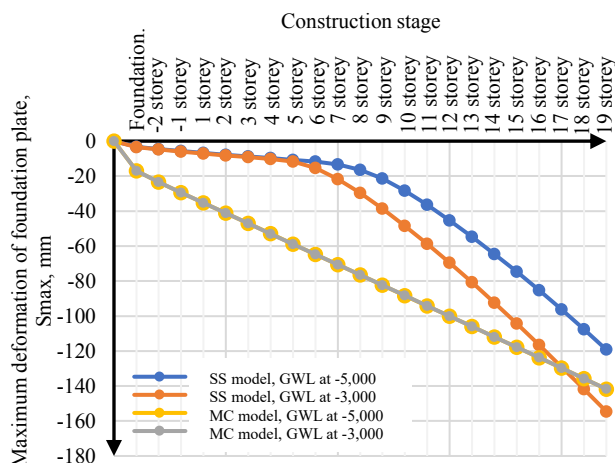 Construction stage
Foundation.
-2 storey
-1 storey
1 storey
2 storey
3 storey
4 storey
5 storey
6 storey
7 storey
8 storey
9 storey
10 storey
11 storey
12 storey
13 storey
14 storey
15 storey
16 storey
17 storey
18 storey
19 storey
Maximum deformation of foundation plate,
Smax, mm
0
-20
-40
-60
-80
-100
-120
-140
-160
-180
SS model, GWL at -5,000
SS model, GWL at -3,000
MC model, GWL at -5,000
MC model, GWL at -3,000